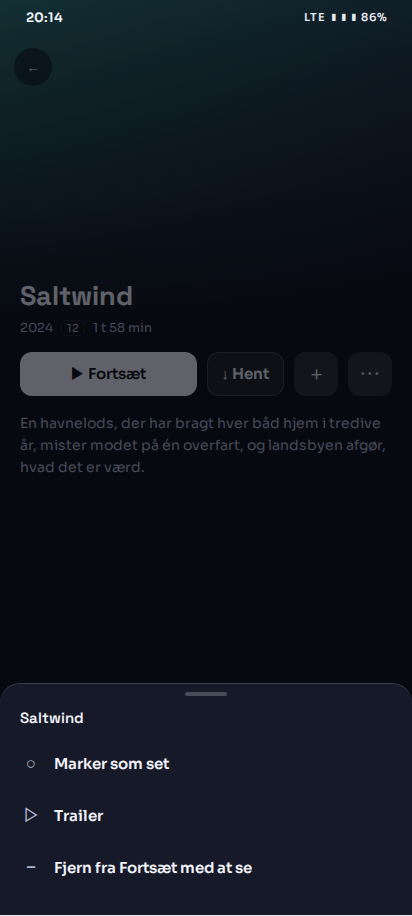 20:14
LTE 86%
←
Saltwind
2024 12 1 t 58 min
▶ Fortsæt ↓ Hent + ···
En havnelods, der har bragt hver båd hjem i tredive
år, mister modet på én overfart, og landsbyen afgør,
hvad det er værd.
Saltwind
○ Marker som set
▷ Trailer
− Fjern fra Fortsæt med at se